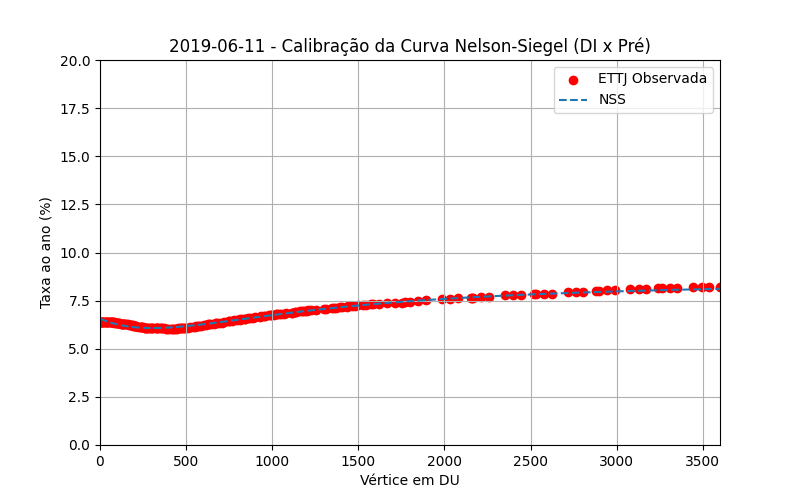 2019-06-11 - Calibração da Curva Nelson-Siegel (DI x Pré)
ETTJ Observada
NSS
Taxa ao ano (%)
20.0
17.5
15.0
12.5
10.0
7.5
5.0
2.5
0.0
0 500 1000 1500 2000 2500 3000 3500
Vértice em DU